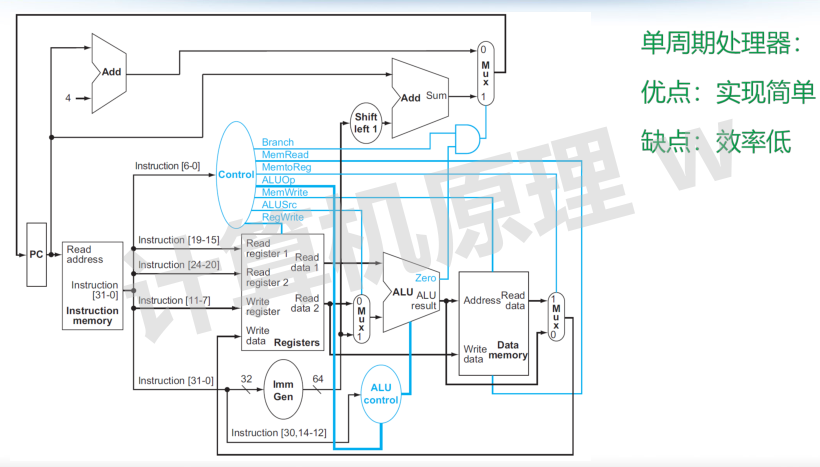 单周期处理器：
优点：实现简单
缺点：效率低
计算机原理 w
Add
4
0
M
u
x
1
Add Sum
Shift
left 1
Branch
MemRead
MemtoReg
ALUOp
MemWrite
ALUSrc
RegWrite
Control
Instruction [6-0]
PC
Read
address
Instruction
[31-0]
Instruction
memory
Instruction [19-15]
Instruction [24-20]
Instruction [11-7]
Read
register 1
Read
register 2
Write
register
Write
data
Read
data 1
Read
data 2
Registers
0
M
u
x
1
Zero
ALU
ALU
result
Address
Read
data
Write
data
Data
memory
1
M
u
x
0
Instruction [31-0]
32
Imm
Gen
64
ALU
control
Instruction [30,14-12]